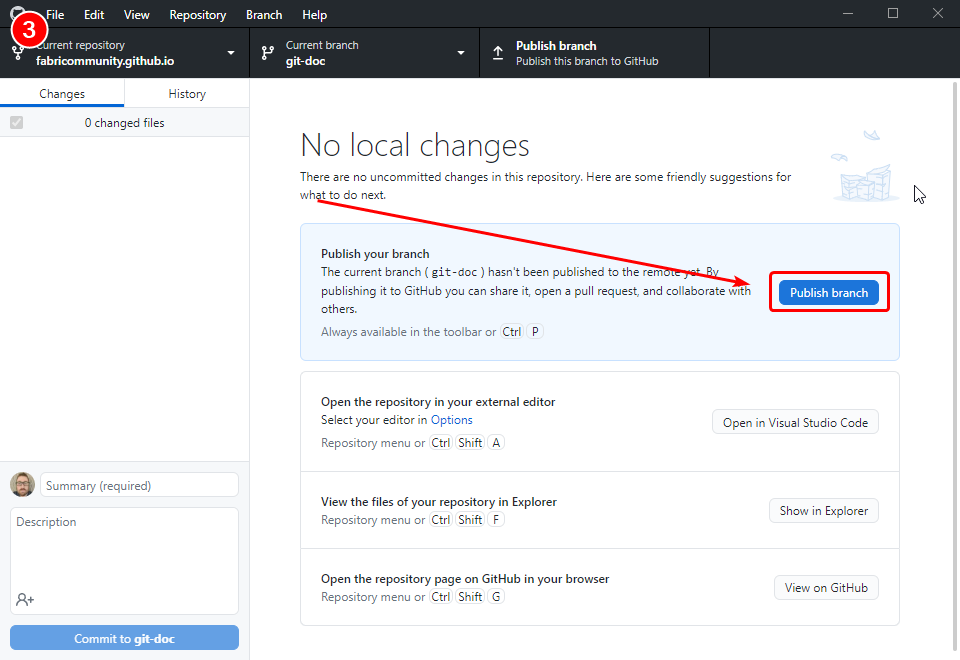 3
File Edit View Repository Branch Help
Current repository
fabricommunity.github.io
Current branch
git-doc
Publish branch
Publish this branch to GitHub
Changes History
0 changed files
No local changes
There are no uncommitted changes in this repository. Here are some friendly suggestions for
what to do next.
Publish your branch
The current branch ( git-doc ) hasn't been published to the remote yet. By
publishing it to GitHub you can share it, open a pull request, and collaborate with
others.
Always available in the toolbar or Ctrl P
Publish branch
Open the repository in your external editor
Select your editor in Options
Repository menu or Ctrl Shift A
Open in Visual Studio Code
View the files of your repository in Explorer
Repository menu or Ctrl Shift F
Show in Explorer
Open the repository page on GitHub in your browser
Repository menu or Ctrl Shift G
View on GitHub
Summary (required)
Description
Commit to git-doc